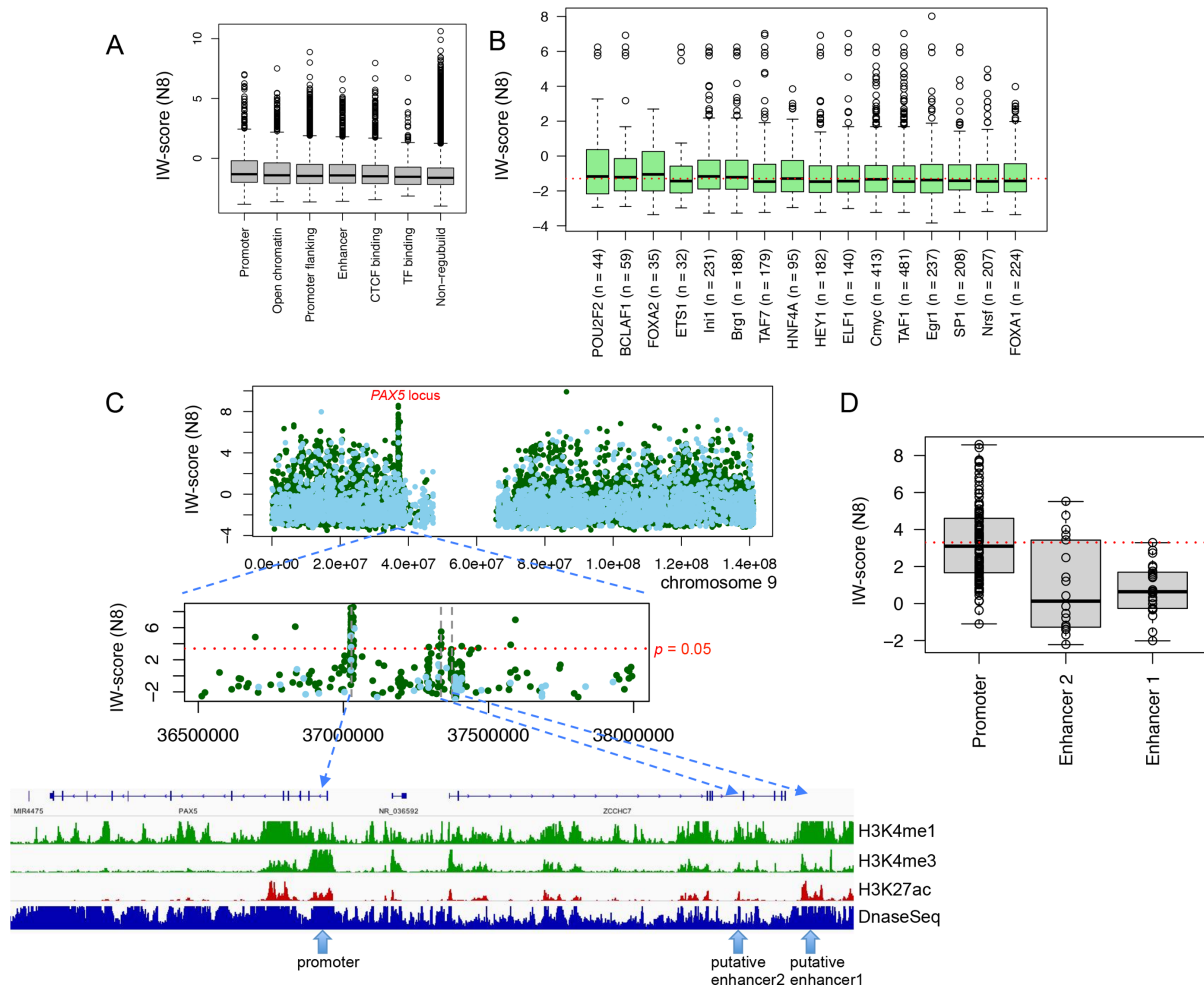 A
IW-score (N8)
10
5
0
Promoter
Open chromatin
Promoter flanking
Enhancer
CTCF binding
TF binding
Non-regubuild
B
IW-score (N8)
8
6
4
2
0
−2
−4
POU2F2 (n = 44)
BCLAF1 (n = 59)
FOXA2 (n = 35)
ETS1 (n = 32)
Ini1 (n = 231)
Brg1 (n = 188)
TAF7 (n = 179)
HNF4A (n = 95)
HEY1 (n = 182)
ELF1 (n = 140)
Cmyc (n = 413)
TAF1 (n = 481)
Egr1 (n = 237)
SP1 (n = 208)
Nrsf (n = 207)
FOXA1 (n = 224)
C
PAX5 locus
IW-score (N8)
8
4
0
−4
0.0e+00 2.0e+07 4.0e+07 6.0e+07 8.0e+07 1.0e+08 1.2e+08 1.4e+08
chromosome 9
IW-score (N8)
6
2
−2
p = 0.05
36500000 37000000 37500000 38000000
MIR4475 PAX5 NR_036592 ZCCHC7
H3K4me1
H3K4me3
H3K27ac
DnaseSeq
promoter
putative enhancer2
putative enhancer1
D
IW-score (N8)
8
6
4
2
0
−2
Promoter
Enhancer 2
Enhancer 1